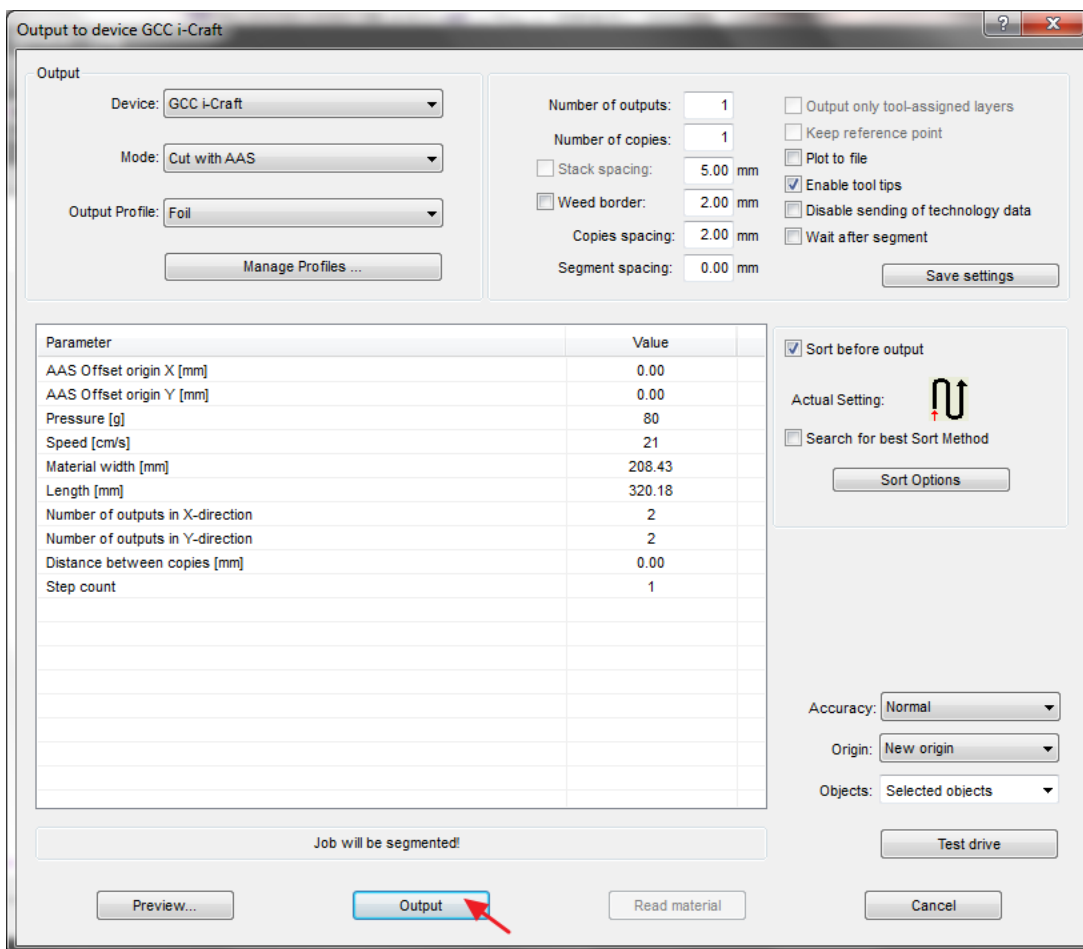 Output to device GCC i-Craft
Output
Device: GCC i-Craft
Mode: Cut with AAS
Output Profile: Foil
Manage Profiles ...
Number of outputs: 1
Number of copies: 1
Stack spacing: 5.00 mm
Weed border: 2.00 mm
Copies spacing: 2.00 mm
Segment spacing: 0.00 mm
Output only tool-assigned layers
Keep reference point
Plot to file
Enable tool tips
Disable sending of technology data
Wait after segment
Save settings
Parameter Value
AAS Offset origin X [mm] 0.00
AAS Offset origin Y [mm] 0.00
Pressure [g] 80
Speed [cm/s] 21
Material width [mm] 208.43
Length [mm] 320.18
Number of outputs in X-direction 2
Number of outputs in Y-direction 2
Distance between copies [mm] 0.00
Step count 1
Sort before output
Actual Setting:
Search for best Sort Method
Sort Options
Accuracy: Normal
Origin: New origin
Objects: Selected objects
Job will be segmented!
Test drive
Preview... Output Read material Cancel